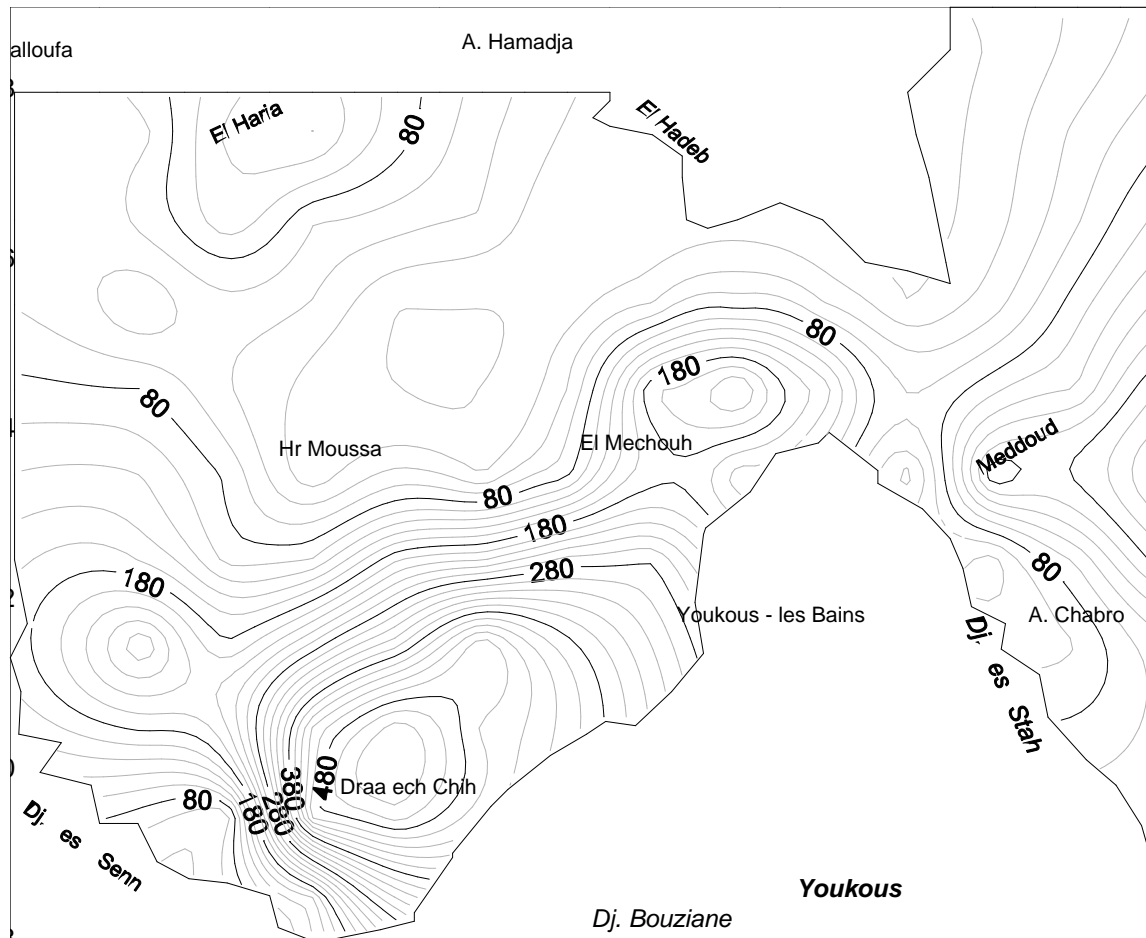 alloufa
A. Hamadja
El Haria
80
El Hadeb
80
180
80
Hr Moussa
El Mechouh
Meddoud
80
180
280
80
180
Youkous - les Bains
A. Chabro
Dj. es Stah
480
380
Draa ech Chih
80
180
280
Dj. es Senn
Youkous
Dj. Bouziane